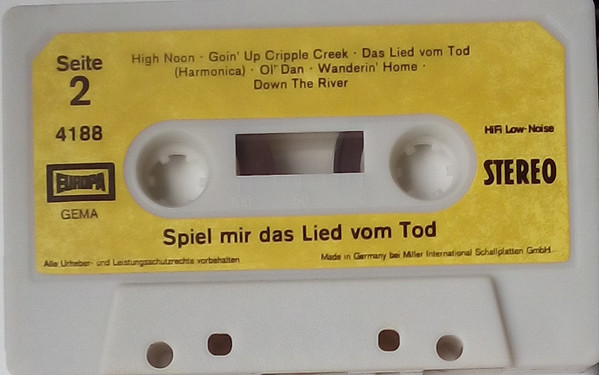 Seite
2
4188
High Noon · Goin' Up Cripple Creek · Das Lied vom Tod
(Harmonica) · Ol' Dan · Wanderin' Home ·
Down The River
HiFi Low-Noise
STEREO
EUROPA
GEMA
Spiel mir das Lied vom Tod
Alle Urheber- und Leistungsschutzrechte vorbehalten
Made in Germany bei Miller International Schallplatten GmbH.